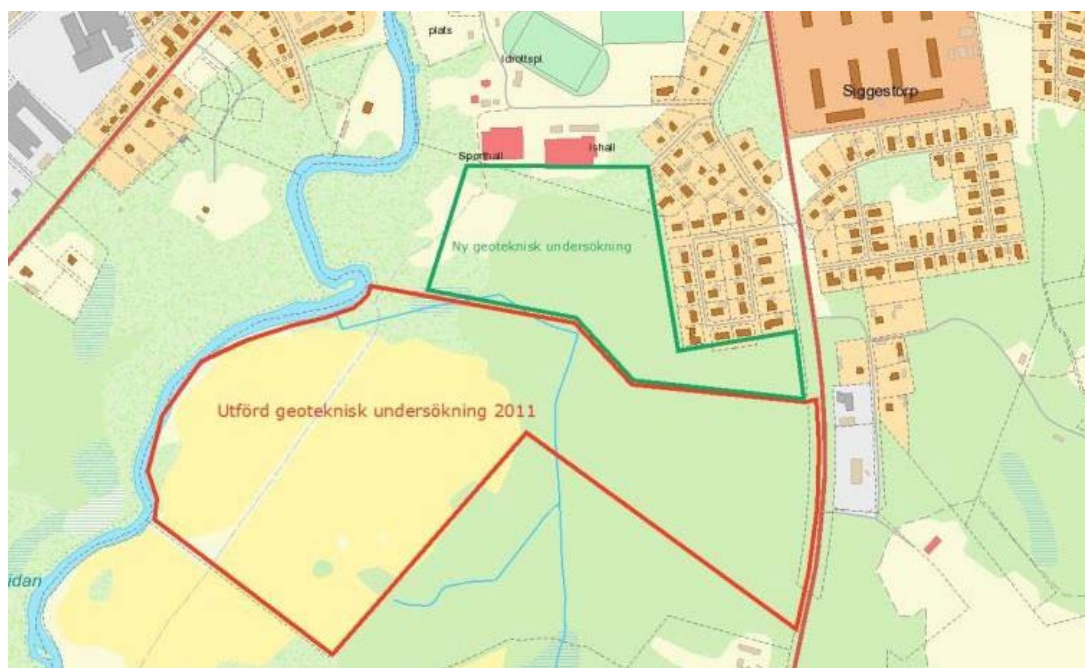 plats
Idrottspl.
Siggestorp
Sporthall
Ishall
Ny geoteknisk undersökning
Utförd geoteknisk undersökning 2011
idan